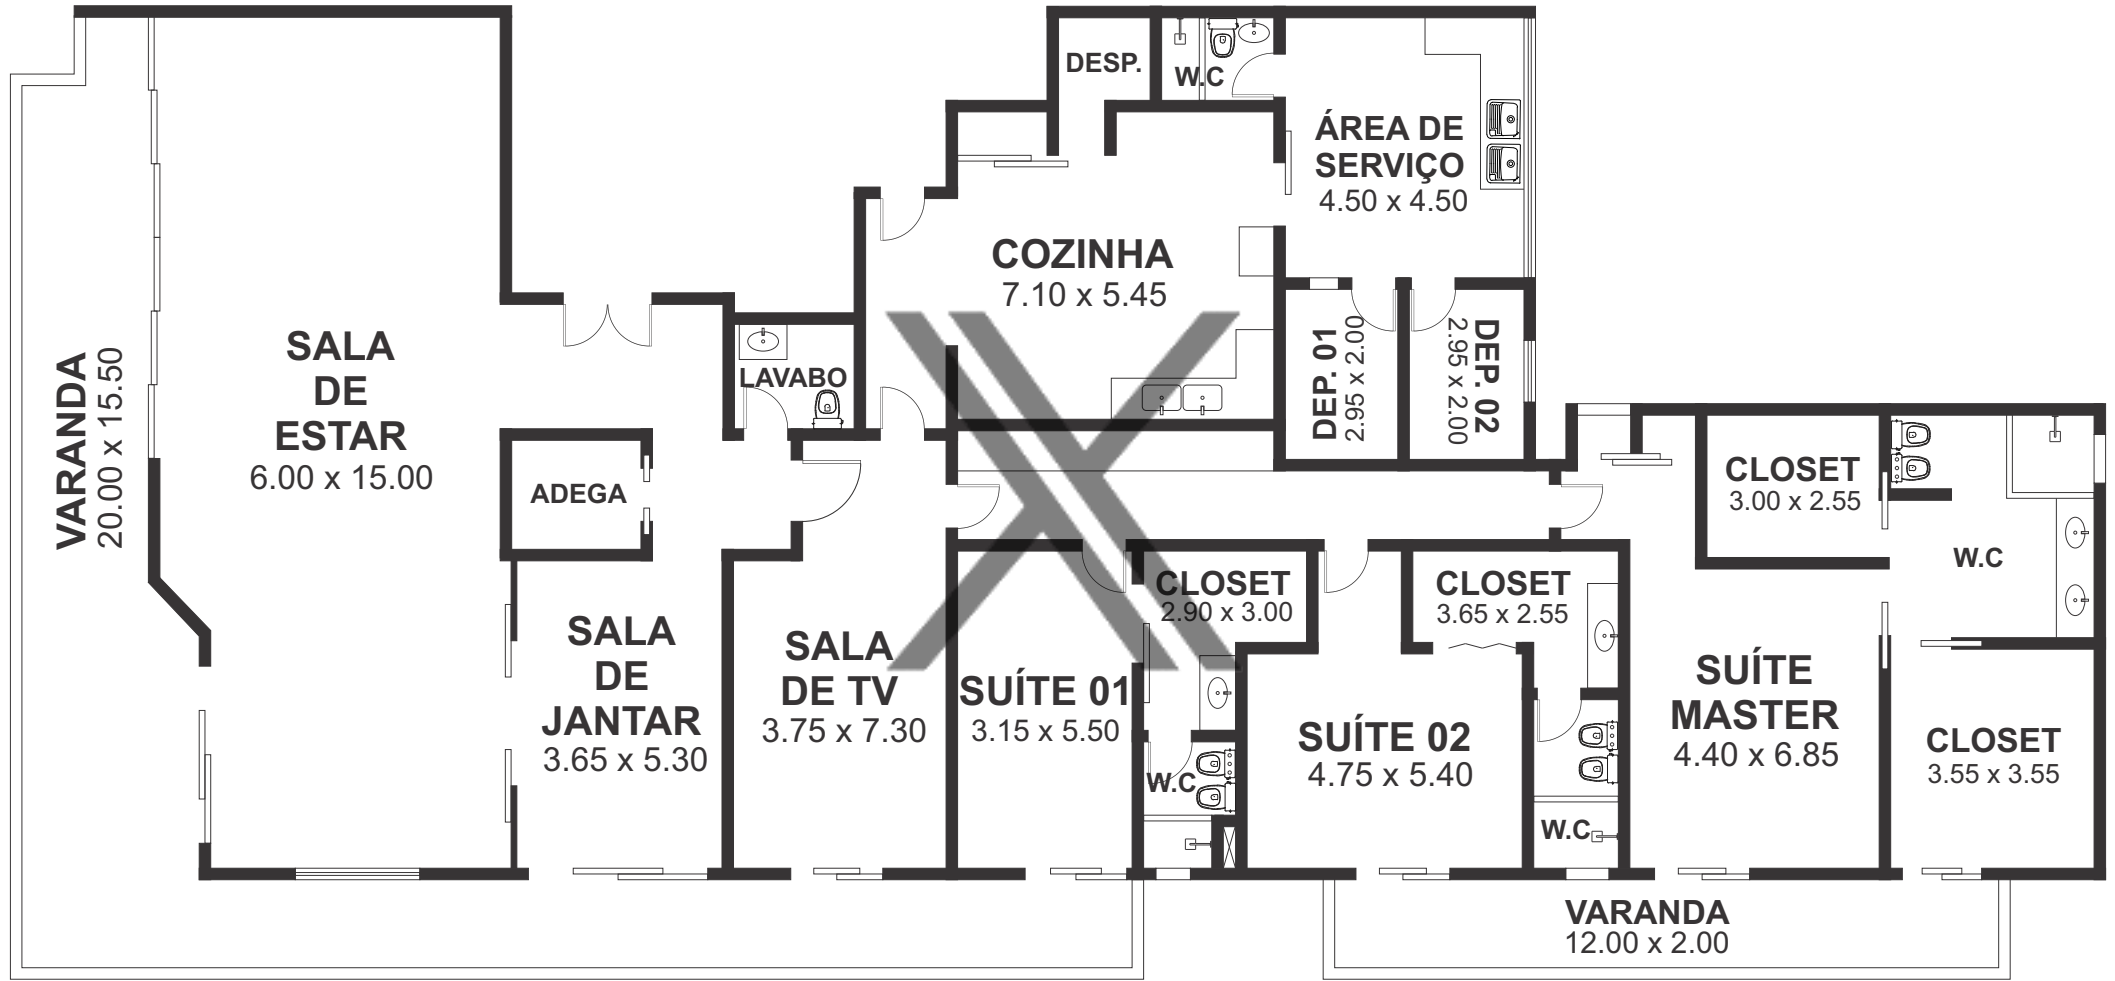 VARANDA
20.00 x 15.50
SALA
DE
ESTAR
6.00 x 15.00
ADEGA
SALA
DE
JANTAR
3.65 x 5.30
LAVABO
SALA
DE TV
3.75 x 7.30
COZINHA
7.10 x 5.45
DESP.
W.C
ÁREA DE
SERVIÇO
4.50 x 4.50
DEP. 01
2.95 x 2.00
DEP. 02
2.95 x 2.00
SUÍTE 01
3.15 x 5.50
CLOSET
2.90 x 3.00
W.C
SUÍTE 02
4.75 x 5.40
CLOSET
3.65 x 2.55
W.C
SUÍTE
MASTER
4.40 x 6.85
CLOSET
3.00 x 2.55
W.C
CLOSET
3.55 x 3.55
VARANDA
12.00 x 2.00